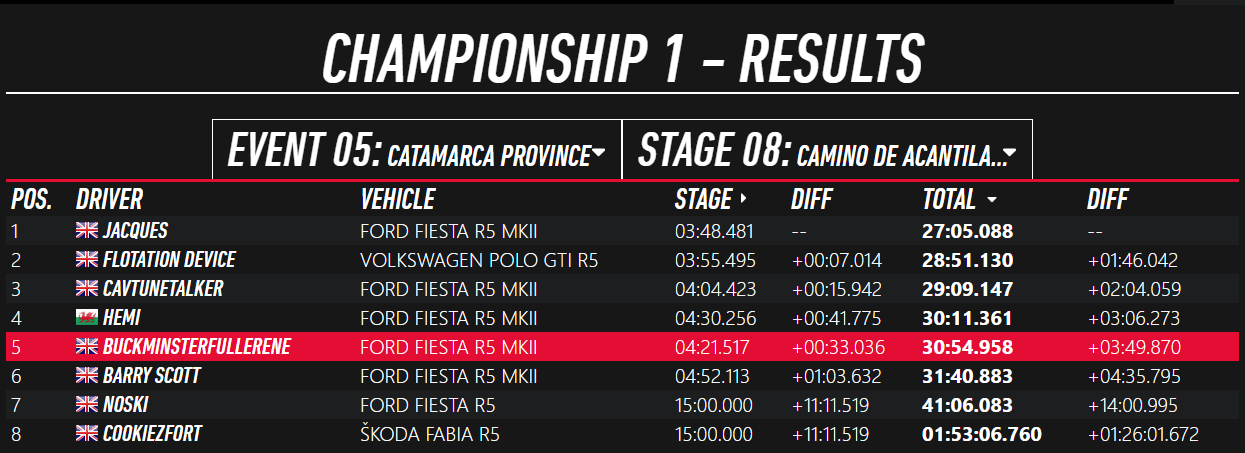 CHAMPIONSHIP 1 – RESULTS
EVENT 05: CATAMARCA PROVINCE STAGE 08: CAMINO DE ACANTILA...
POS. DRIVER VEHICLE STAGE DIFF TOTAL DIFF
1 JACQUES FORD FIESTA R5 MKII 03:48.481 -- 27:05.088 --
2 FLOTATION DEVICE VOLKSWAGEN POLO GTI R5 03:55.495 +00:07.014 28:51.130 +01:46.042
3 CAVTUNETALKER FORD FIESTA R5 MKII 04:04.423 +00:15.942 29:09.147 +02:04.059
4 HEMI FORD FIESTA R5 MKII 04:30.256 +00:41.775 30:11.361 +03:06.273
5 BUCKMINSTERFULLERENE FORD FIESTA R5 MKII 04:21.517 +00:33.036 30:54.958 +03:49.870
6 BARRY SCOTT FORD FIESTA R5 MKII 04:52.113 +01:03.632 31:40.883 +04:35.795
7 NOSKI FORD FIESTA R5 15:00.000 +11:11.519 41:06.083 +14:00.995
8 COOKIEZFORT ŠKODA FABIA R5 15:00.000 +11:11.519 01:53:06.760 +01:26:01.672